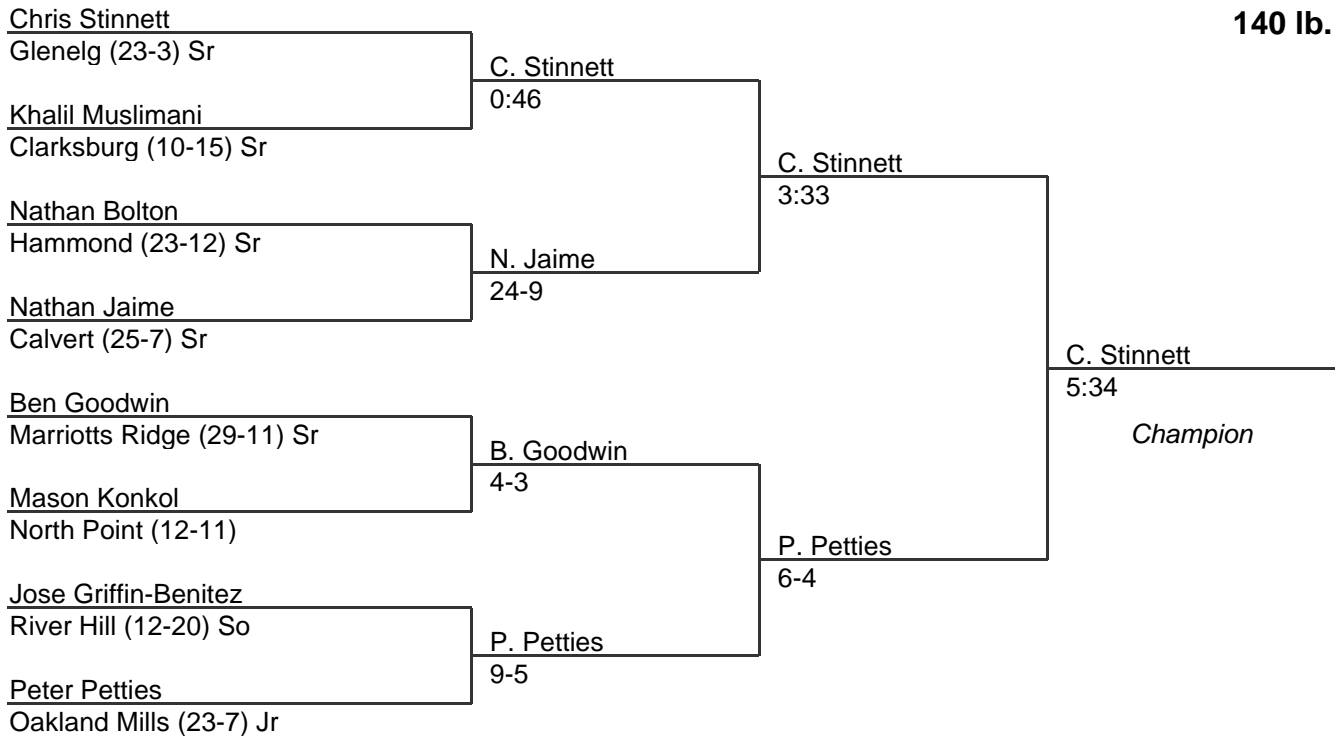 Chris Stinnett
140 lb.
Glenelg (23-3) Sr
C. Stinnett
0:46
Khalil Muslimani
Clarksburg (10-15) Sr
C. Stinnett
3:33
Nathan Bolton
Hammond (23-12) Sr
N. Jaime
24-9
Nathan Jaime
Calvert (25-7) Sr
C. Stinnett
5:34
Champion
Ben Goodwin
Marriotts Ridge (29-11) Sr
B. Goodwin
4-3
Mason Konkol
North Point (12-11)
P. Petties
6-4
Jose Griffin-Benitez
River Hill (12-20) So
P. Petties
9-5
Peter Petties
Oakland Mills (23-7) Jr